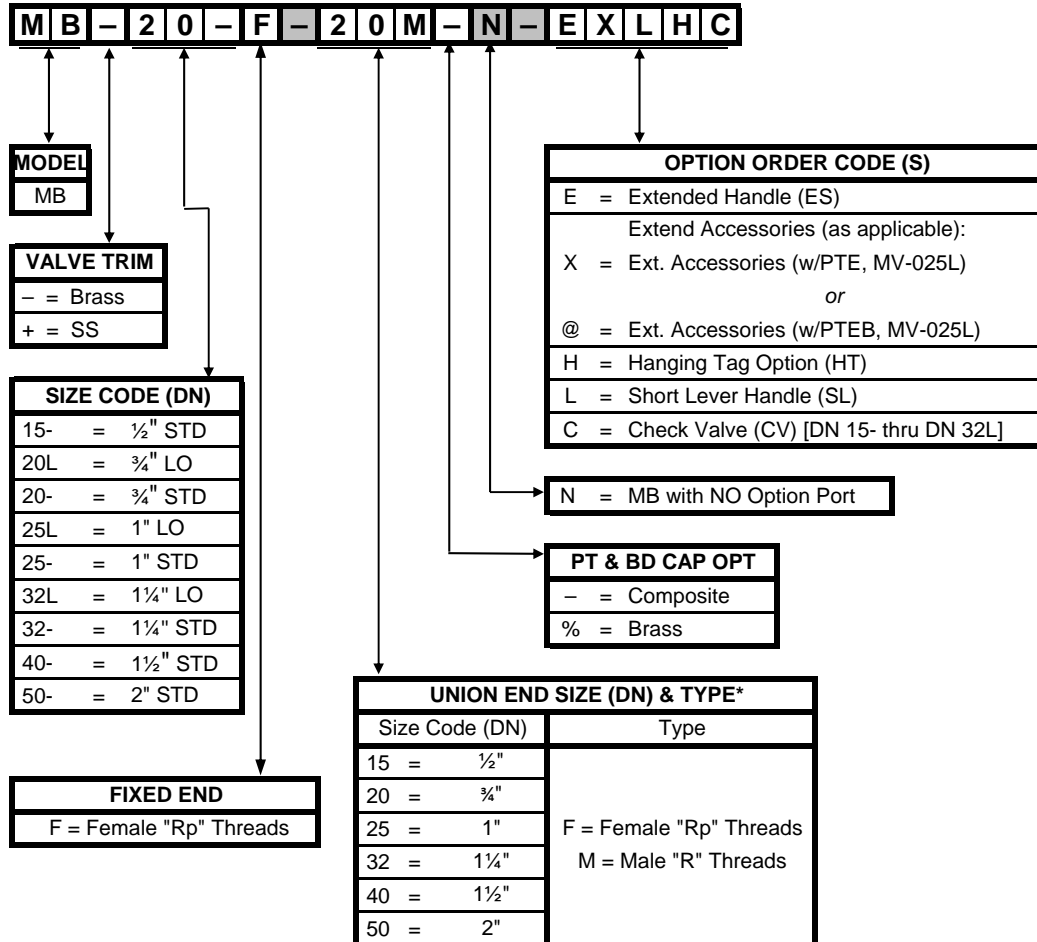 M B – 2 0 – F – 2 0 M – N – E X L H C
MODEL
MB
VALVE TRIM
– = Brass
+ = SS
SIZE CODE (DN)
15- = ½" STD
20L = ¾" LO
20- = ¾" STD
25L = 1" LO
25- = 1" STD
32L = 1¼" LO
32- = 1¼" STD
40- = 1½" STD
50- = 2" STD
FIXED END
F = Female "Rp" Threads
OPTION ORDER CODE (S)
E = Extended Handle (ES)
Extend Accessories (as applicable):
X = Ext. Accessories (w/PTE, MV-025L)
or
@ = Ext. Accessories (w/PTEB, MV-025L)
H = Hanging Tag Option (HT)
L = Short Lever Handle (SL)
C = Check Valve (CV) [DN 15- thru DN 32L]
N = MB with NO Option Port
PT & BD CAP OPT
– = Composite
% = Brass
UNION END SIZE (DN) & TYPE*
Size Code (DN) Type
15 = ½"
20 = ¾"
25 = 1" F = Female "Rp" Threads
32 = 1¼" M = Male "R" Threads
40 = 1½"
50 = 2"